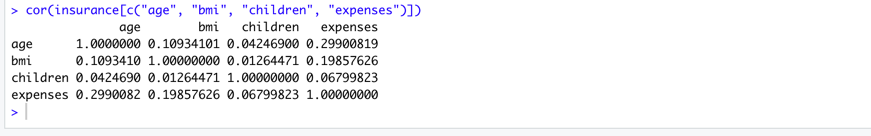 > cor(insurance[c("age", "bmi", "children", "expenses")])
               age        bmi   children   expenses
age      1.0000000 0.10934101 0.04246900 0.29900819
bmi      0.1093410 1.00000000 0.01264471 0.19857626
children 0.0424690 0.01264471 1.00000000 0.06799823
expenses 0.2990082 0.19857626 0.06799823 1.00000000
>